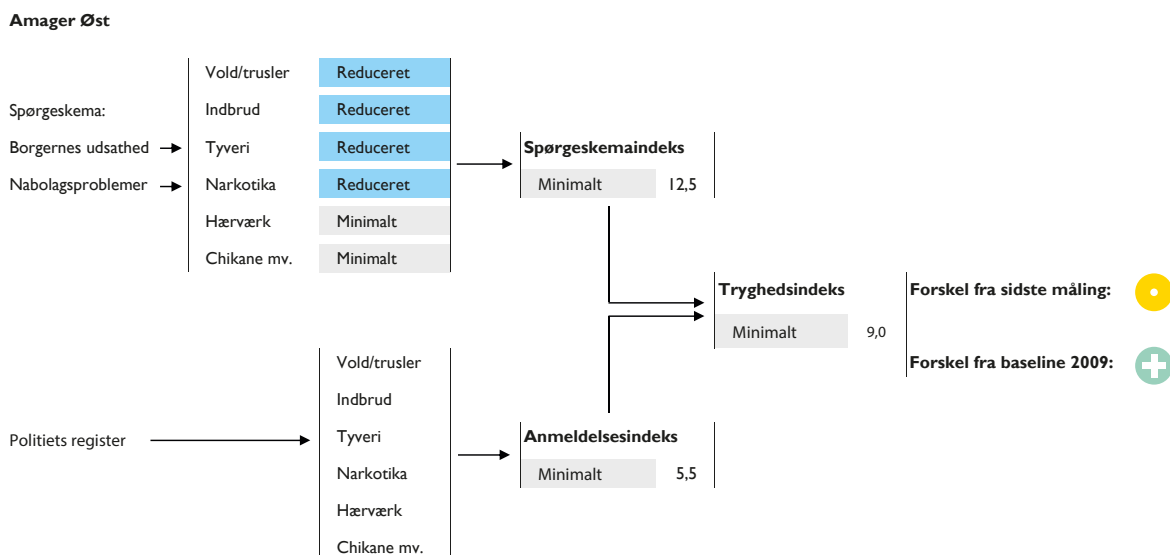 Amager Øst
Spørgeskema:
Borgernes udsathed
Nabolagsproblemer
Vold/trusler Reduceret
Indbrud Reduceret
Tyveri Reduceret
Narkotika Reduceret
Hærværk Minimalt
Chikane mv. Minimalt
Spørgeskemaindeks
Minimalt 12,5
Tryghedsindeks
Minimalt 9,0
Forskel fra sidste måling:
Forskel fra baseline 2009:
Politiets register
Vold/trusler
Indbrud
Tyveri
Narkotika
Hærværk
Chikane mv.
Anmeldelsesindeks
Minimalt 5,5